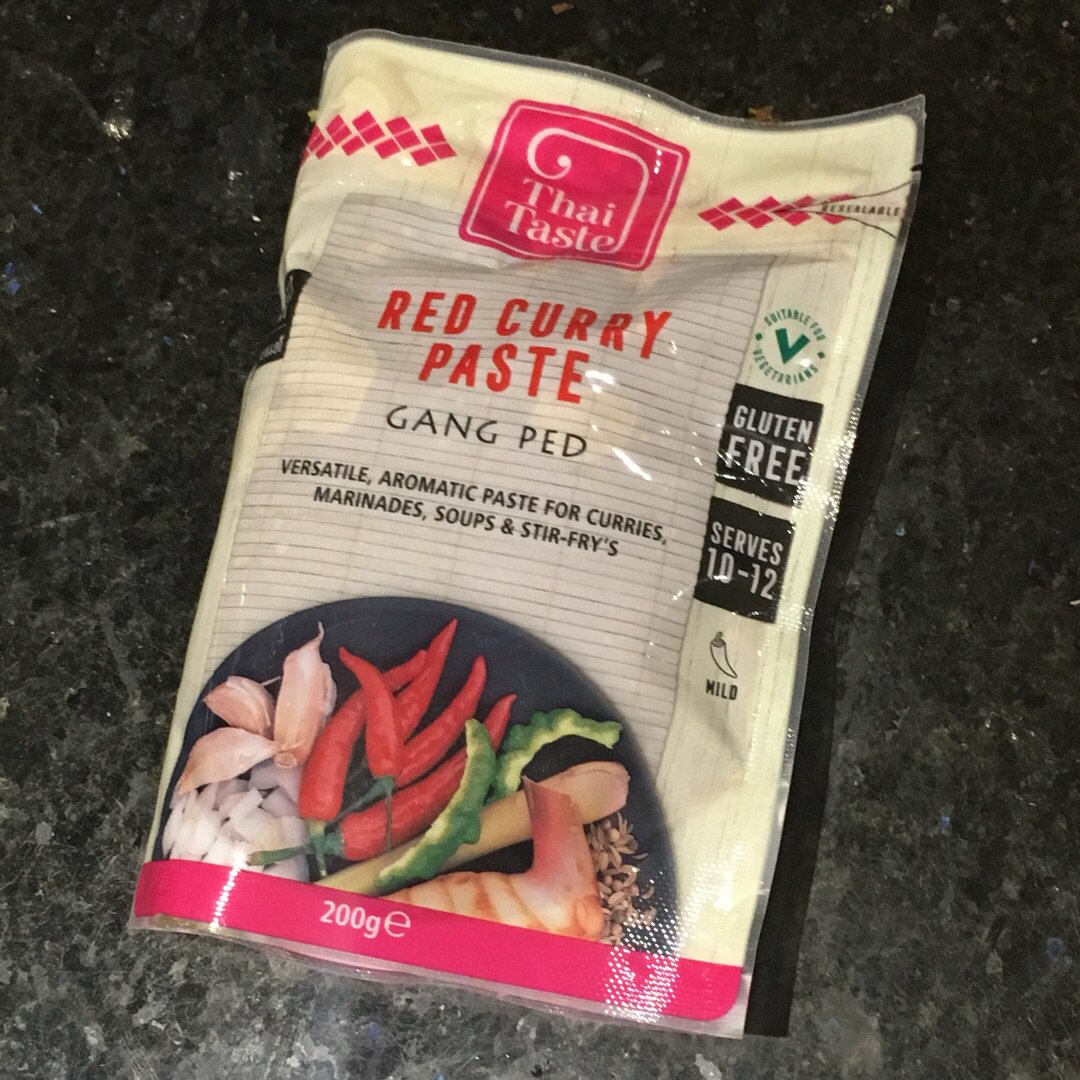 Thai
Taste
RESEALABLE
RED CURRY
PASTE
GANG PED
VERSATILE, AROMATIC PASTE FOR CURRIES,
MARINADES, SOUPS & STIR-FRY'S
SUITABLE FOR
VEGETARIANS
V
GLUTEN
FREE
SERVES
10-12
MILD
200g℮